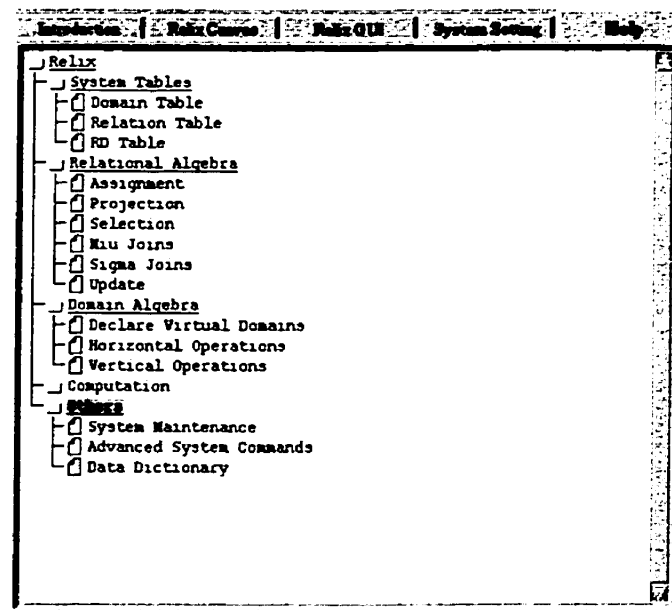 Introduction Relix Canvas Relix GUI System Setting Help
Relix
System Tables
Domain Table
Relation Table
RD Table
Relational Algebra
Assignment
Projection
Selection
Miu Joins
Sigma Joins
Update
Domain Algebra
Declare Virtual Domains
Horizontal Operations
Vertical Operations
Computation
Others
System Maintenance
Advanced System Commands
Data Dictionary